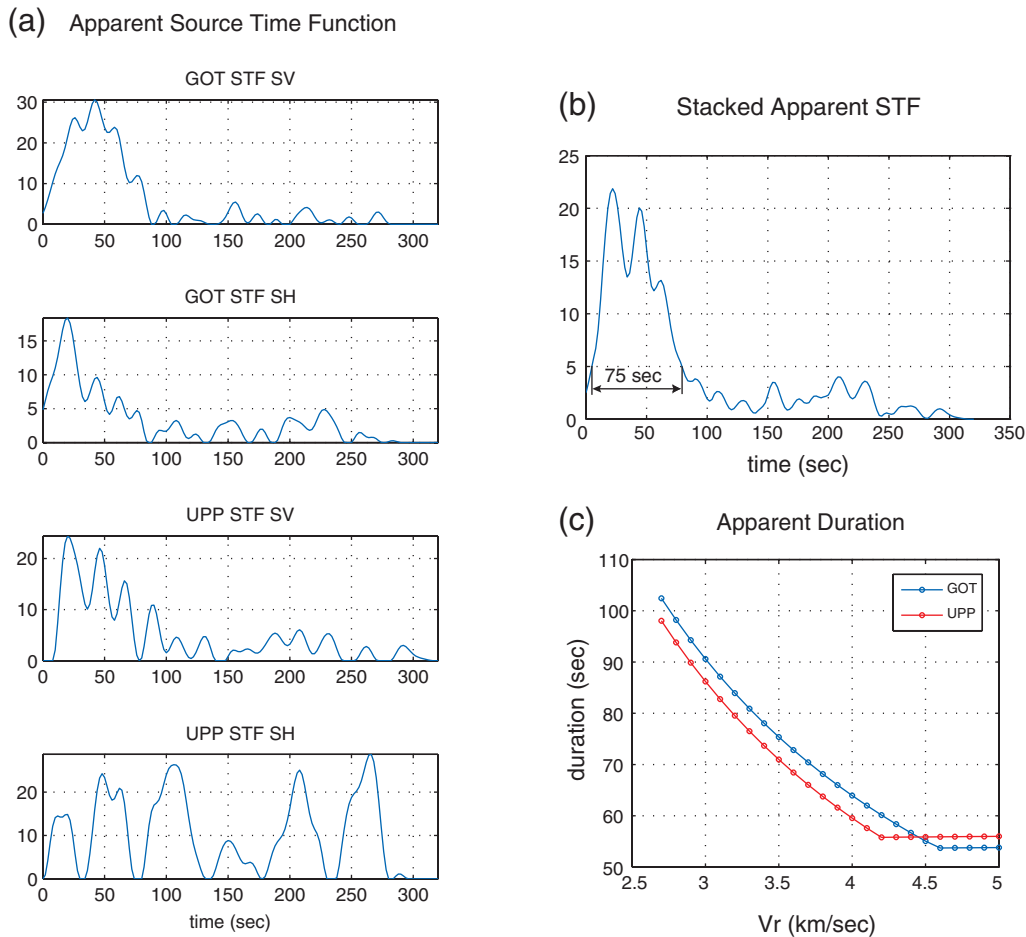 (a) Apparent Source Time Function
GOT STF SV
30
20
10
0
0 50 100 150 200 250 300
GOT STF SH
15
10
5
0
0 50 100 150 200 250 300
UPP STF SV
20
10
0
0 50 100 150 200 250 300
UPP STF SH
20
10
0
0 50 100 150 200 250 300
time (sec)
(b) Stacked Apparent STF
25
20
15
10
5
0
75 sec
0 50 100 150 200 250 300 350
time (sec)
(c) Apparent Duration
110
100
90
80
70
60
50
duration (sec)
GOT
UPP
2.5 3 3.5 4 4.5 5
Vr (km/sec)